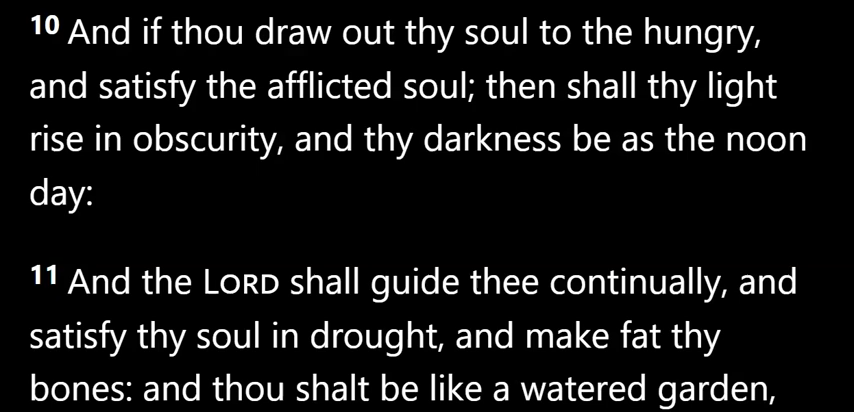 10 And if thou draw out thy soul to the hungry,
and satisfy the afflicted soul; then shall thy light
rise in obscurity, and thy darkness be as the noon
day:
11 And the LORD shall guide thee continually, and
satisfy thy soul in drought, and make fat thy
bones: and thou shalt be like a watered garden,